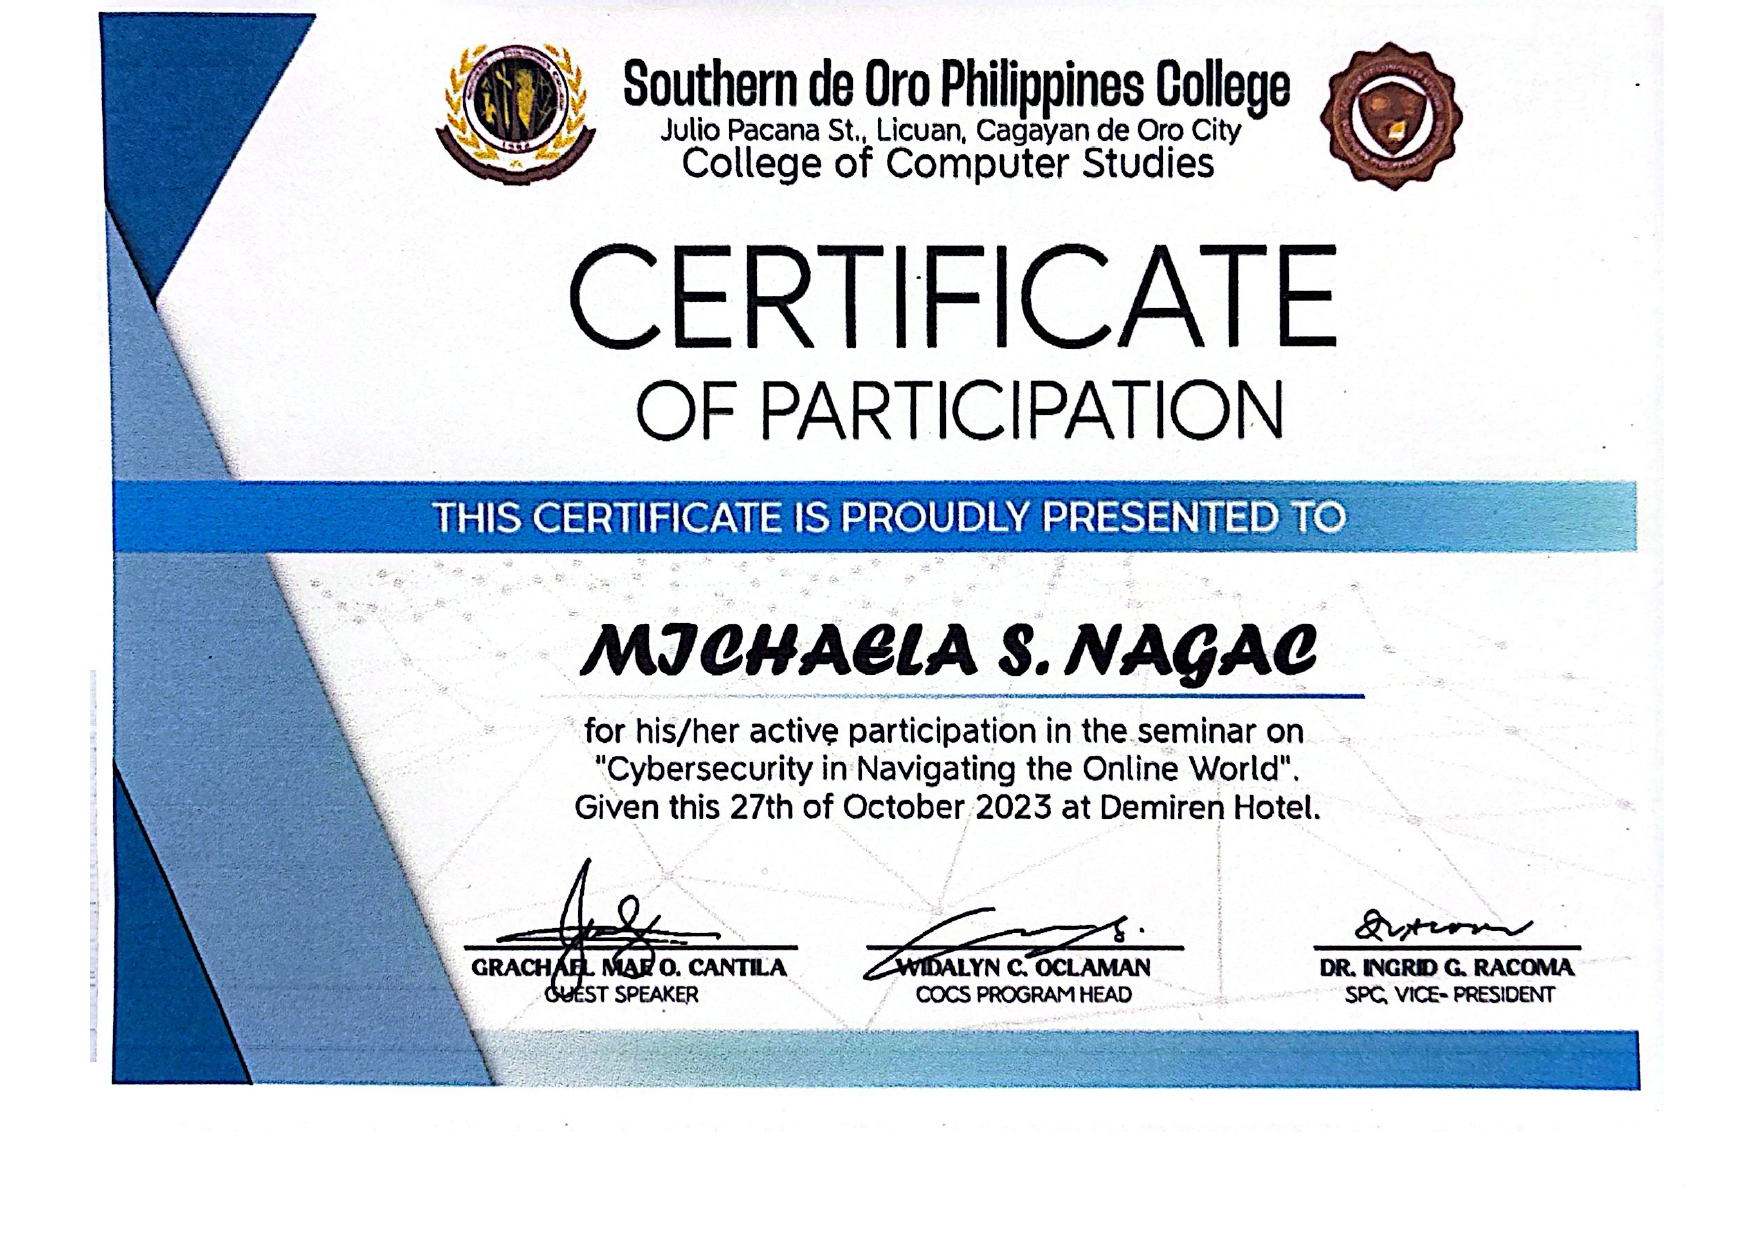 Southern de Oro Philippines College
Julio Pacana St., Licuan, Cagayan de Oro City
College of Computer Studies
CERTIFICATE
OF PARTICIPATION
THIS CERTIFICATE IS PROUDLY PRESENTED TO
MICHAELA S. NAGAC
for his/her active participation in the seminar on
"Cybersecurity in Navigating the Online World".
Given this 27th of October 2023 at Demiren Hotel.
GRACHAEL MAE O. CANTILA
GUEST SPEAKER
WIDALYN C. OCLAMAN
COCS PROGRAM HEAD
DR. INGRID G. RACOMA
SPC, VICE- PRESIDENT